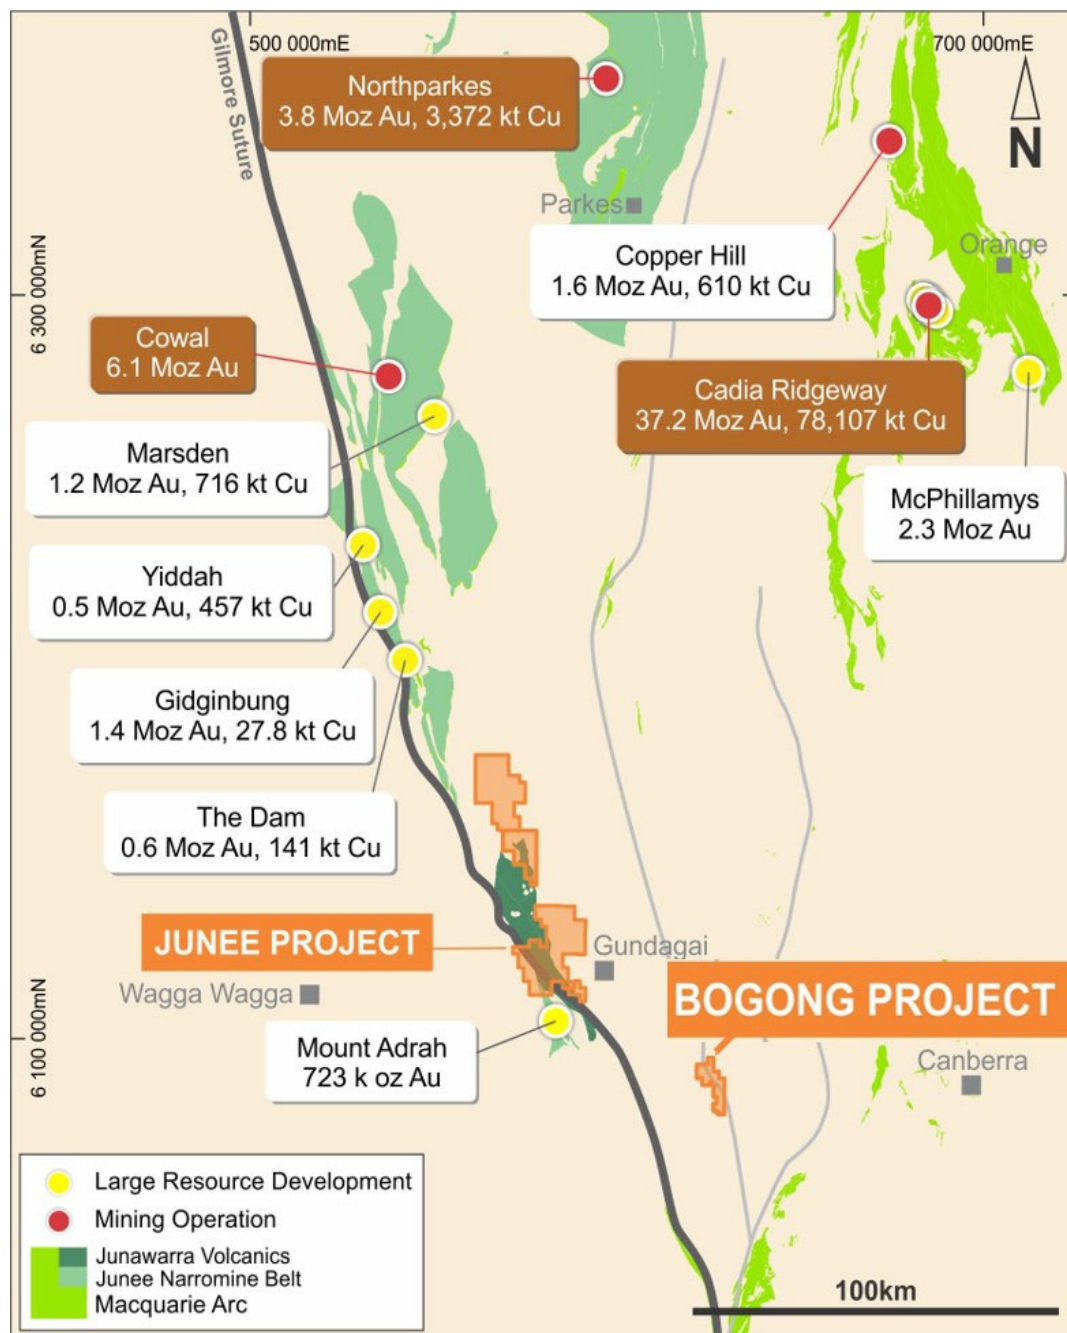 500 000mE
700 000mE
Gilmore Suture
Northparkes
3.8 Moz Au, 3,372 kt Cu
N
Parkes
Copper Hill
1.6 Moz Au, 610 kt Cu
Orange
6 300 000mN
Cowal
6.1 Moz Au
Cadia Ridgeway
37.2 Moz Au, 78,107 kt Cu
Marsden
1.2 Moz Au, 716 kt Cu
McPhillamys
2.3 Moz Au
Yiddah
0.5 Moz Au, 457 kt Cu
Gidginbung
1.4 Moz Au, 27.8 kt Cu
The Dam
0.6 Moz Au, 141 kt Cu
JUNEE PROJECT
Gundagai
Wagga Wagga
BOGONG PROJECT
6 100 000mN
Mount Adrah
723 k oz Au
Canberra
Large Resource Development
Mining Operation
Junawarra Volcanics
Junee Narromine Belt
Macquarie Arc
100km